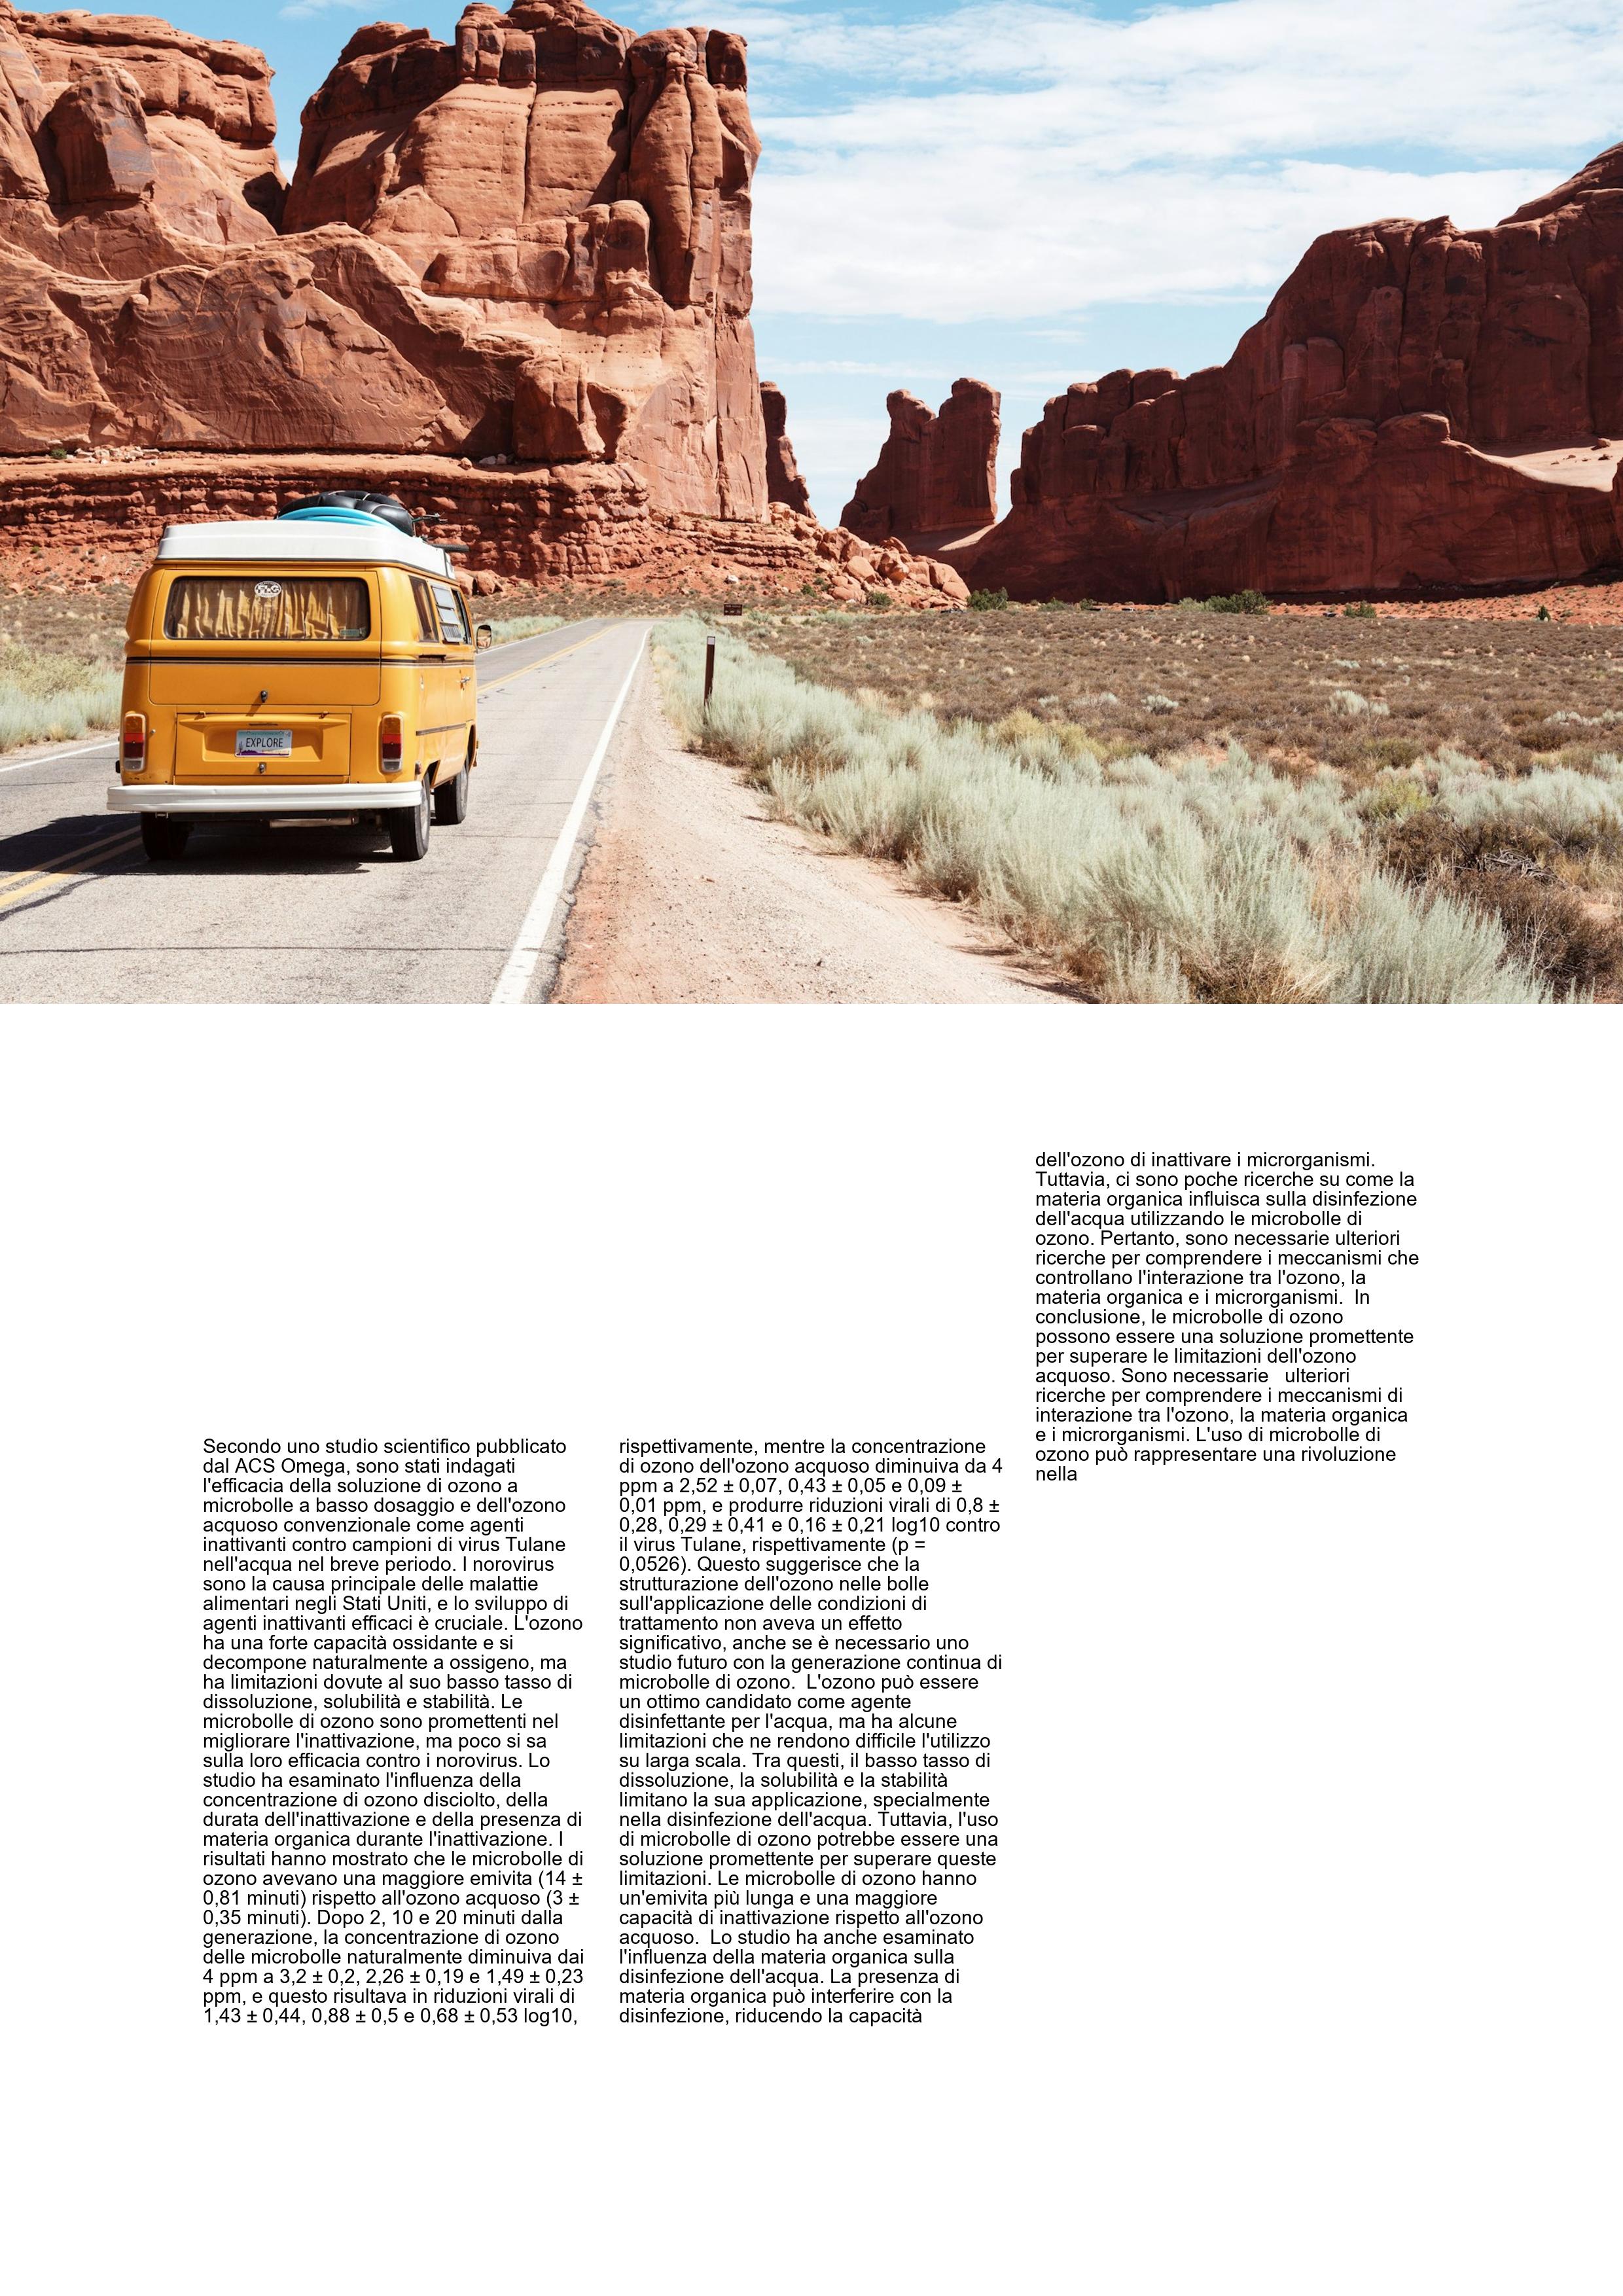 EXPLORE
Secondo uno studio scientifico pubblicato
dal ACS Omega, sono stati indagati
l'efficacia della soluzione di ozono a
microbolle a basso dosaggio e dell'ozono
acquoso convenzionale come agenti
inattivanti contro campioni di virus Tulane
nell'acqua nel breve periodo. I norovirus
sono la causa principale delle malattie
alimentari negli Stati Uniti, e lo sviluppo di
agenti inattivanti efficaci è cruciale. L'ozono
ha una forte capacità ossidante e si
decompone naturalmente a ossigeno, ma
ha limitazioni dovute al suo basso tasso di
dissoluzione, solubilità e stabilità. Le
microbolle di ozono sono promettenti nel
migliorare l'inattivazione, ma poco si sa
sulla loro efficacia contro i norovirus. Lo
studio ha esaminato l'influenza della
concentrazione di ozono disciolto, della
durata dell'inattivazione e della presenza di
materia organica durante l'inattivazione. I
risultati hanno mostrato che le microbolle di
ozono avevano una maggiore emivita (14 ±
0,81 minuti) rispetto all'ozono acquoso (3 ±
0,35 minuti). Dopo 2, 10 e 20 minuti dalla
generazione, la concentrazione di ozono
delle microbolle naturalmente diminuiva dai
4 ppm a 3,2 ± 0,2, 2,26 ± 0,19 e 1,49 ± 0,23
ppm, e questo risultava in riduzioni virali di
1,43 ± 0,44, 0,88 ± 0,5 e 0,68 ± 0,53 log10,
rispettivamente, mentre la concentrazione
di ozono dell'ozono acquoso diminuiva da 4
ppm a 2,52 ± 0,07, 0,43 ± 0,05 e 0,09 ±
0,01 ppm, e produrre riduzioni virali di 0,8 ±
0,28, 0,29 ± 0,41 e 0,16 ± 0,21 log10 contro
il virus Tulane, rispettivamente (p =
0,0526). Questo suggerisce che la
strutturazione dell'ozono nelle bolle
sull'applicazione delle condizioni di
trattamento non aveva un effetto
significativo, anche se è necessario uno
studio futuro con la generazione continua di
microbolle di ozono.  L'ozono può essere
un ottimo candidato come agente
disinfettante per l'acqua, ma ha alcune
limitazioni che ne rendono difficile l'utilizzo
su larga scala. Tra questi, il basso tasso di
dissoluzione, la solubilità e la stabilità
limitano la sua applicazione, specialmente
nella disinfezione dell'acqua. Tuttavia, l'uso
di microbolle di ozono potrebbe essere una
soluzione promettente per superare queste
limitazioni. Le microbolle di ozono hanno
un'emivita più lunga e una maggiore
capacità di inattivazione rispetto all'ozono
acquoso.  Lo studio ha anche esaminato
l'influenza della materia organica sulla
disinfezione dell'acqua. La presenza di
materia organica può interferire con la
disinfezione, riducendo la capacità
dell'ozono di inattivare i microrganismi.
Tuttavia, ci sono poche ricerche su come la
materia organica influisca sulla disinfezione
dell'acqua utilizzando le microbolle di
ozono. Pertanto, sono necessarie ulteriori
ricerche per comprendere i meccanismi che
controllano l'interazione tra l'ozono, la
materia organica e i microrganismi.  In
conclusione, le microbolle di ozono
possono essere una soluzione promettente
per superare le limitazioni dell'ozono
acquoso. Sono necessarie   ulteriori
ricerche per comprendere i meccanismi di
interazione tra l'ozono, la materia organica
e i microrganismi. L'uso di microbolle di
ozono può rappresentare una rivoluzione
nella